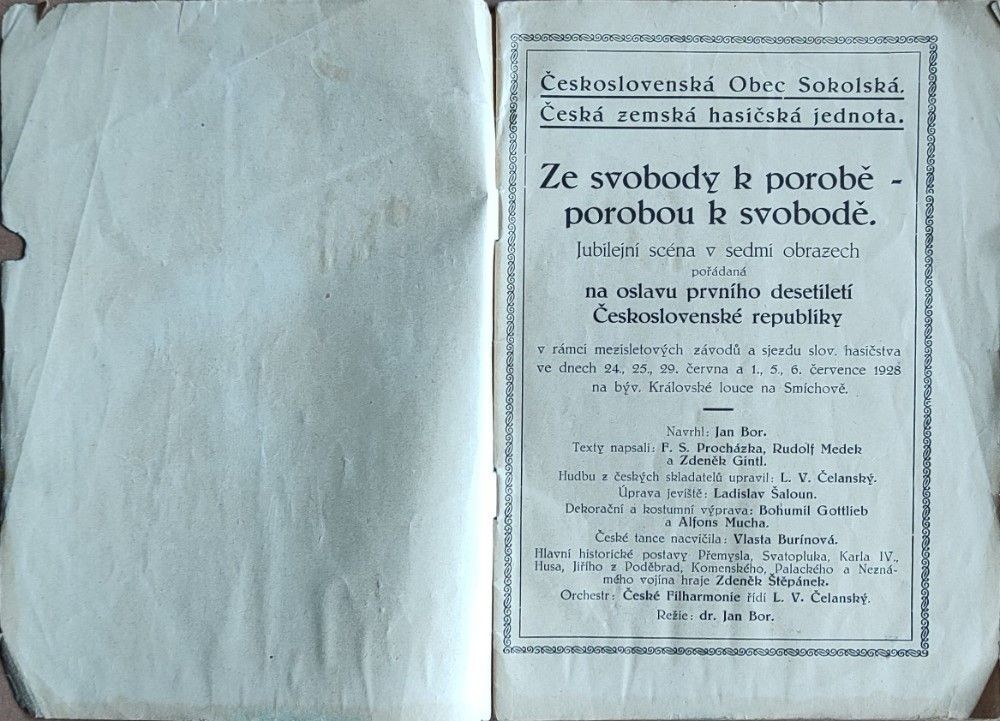 Československá Obec Sokolská.
Česká zemská hasičská jednota.
Ze svobody k porobě -
porobou k svobodě.
Jubilejní scéna v sedmi obrazech
pořádaná
na oslavu prvního desetiletí
Československé republiky
v rámci mezisletových závodů a sjezdu slov. hasičstva
ve dnech 24., 25., 29. června a 1., 5., 6. července 1928
na býv. Královské louce na Smíchově.
Navrhl: Jan Bor.
Texty napsali: F. S. Procházka, Rudolf Medek
a Zdeněk Gintl.
Hudbu z českých skladatelů upravil: L. V. Čelanský.
Úprava jeviště: Ladislav Šaloun.
Dekorační a kostumní výprava: Bohumil Gottlieb
a Alfons Mucha.
České tance nacvičila: Vlasta Burínová.
Hlavní historické postavy Přemysla, Svatopluka, Karla IV.,
Husa, Jiřího z Poděbrad, Komenského, Palackého a Nezná-
mého vojína hraje Zdeněk Štěpánek.
Orchestr: České Filharmonie řídí L. V. Čelanský.
Režie: dr. Jan Bor.